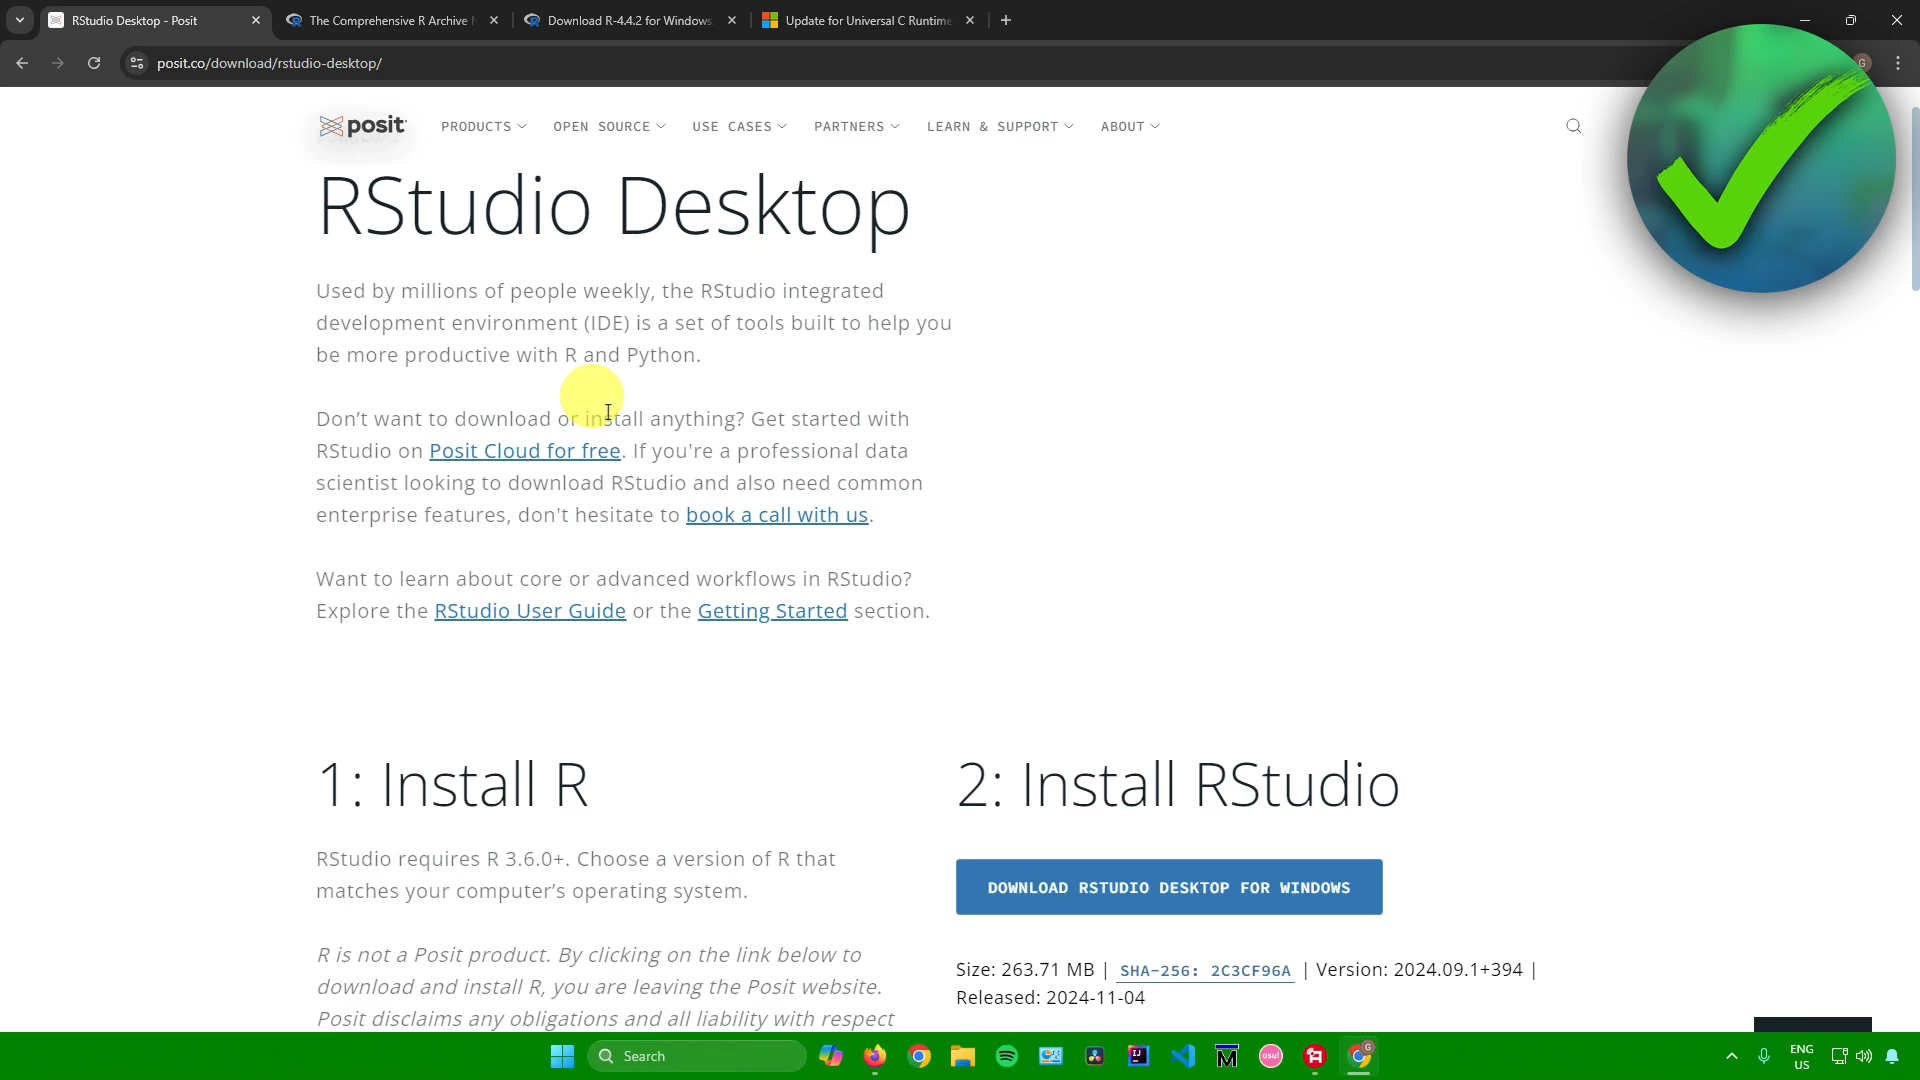 RStudio Desktop - Posit
The Comprehensive R Archive
Download R-4.4.2 for Windows.
Update for Universal C Runtime
posit.co/download/rstudio-desktop/
G
posit
PRODUCTS
OPEN SOURCE
USE CASES
PARTNERS
LEARN & SUPPORT
ABOUT
RStudio Desktop
Used by millions of people weekly, the RStudio integrated
development environment (IDE) is a set of tools built to help you
be more productive with R and Python.
Don’t want to download or install anything? Get started with
RStudio on Posit Cloud for free. If you're a professional data
scientist looking to download RStudio and also need common
enterprise features, don't hesitate to book a call with us.
Want to learn about core or advanced workflows in RStudio?
Explore the RStudio User Guide or the Getting Started section.
1: Install R
RStudio requires R 3.6.0+. Choose a version of R that
matches your computer’s operating system.
R is not a Posit product. By clicking on the link below to
download and install R, you are leaving the Posit website.
Posit disclaims any obligations and all liability with respect
2: Install RStudio
DOWNLOAD RSTUDIO DESKTOP FOR WINDOWS
Size: 263.71 MB | SHA-256: 2C3CF96A | Version: 2024.09.1+394 |
Released: 2024-11-04
Search
IJ
M
osu!
G
ENG
US